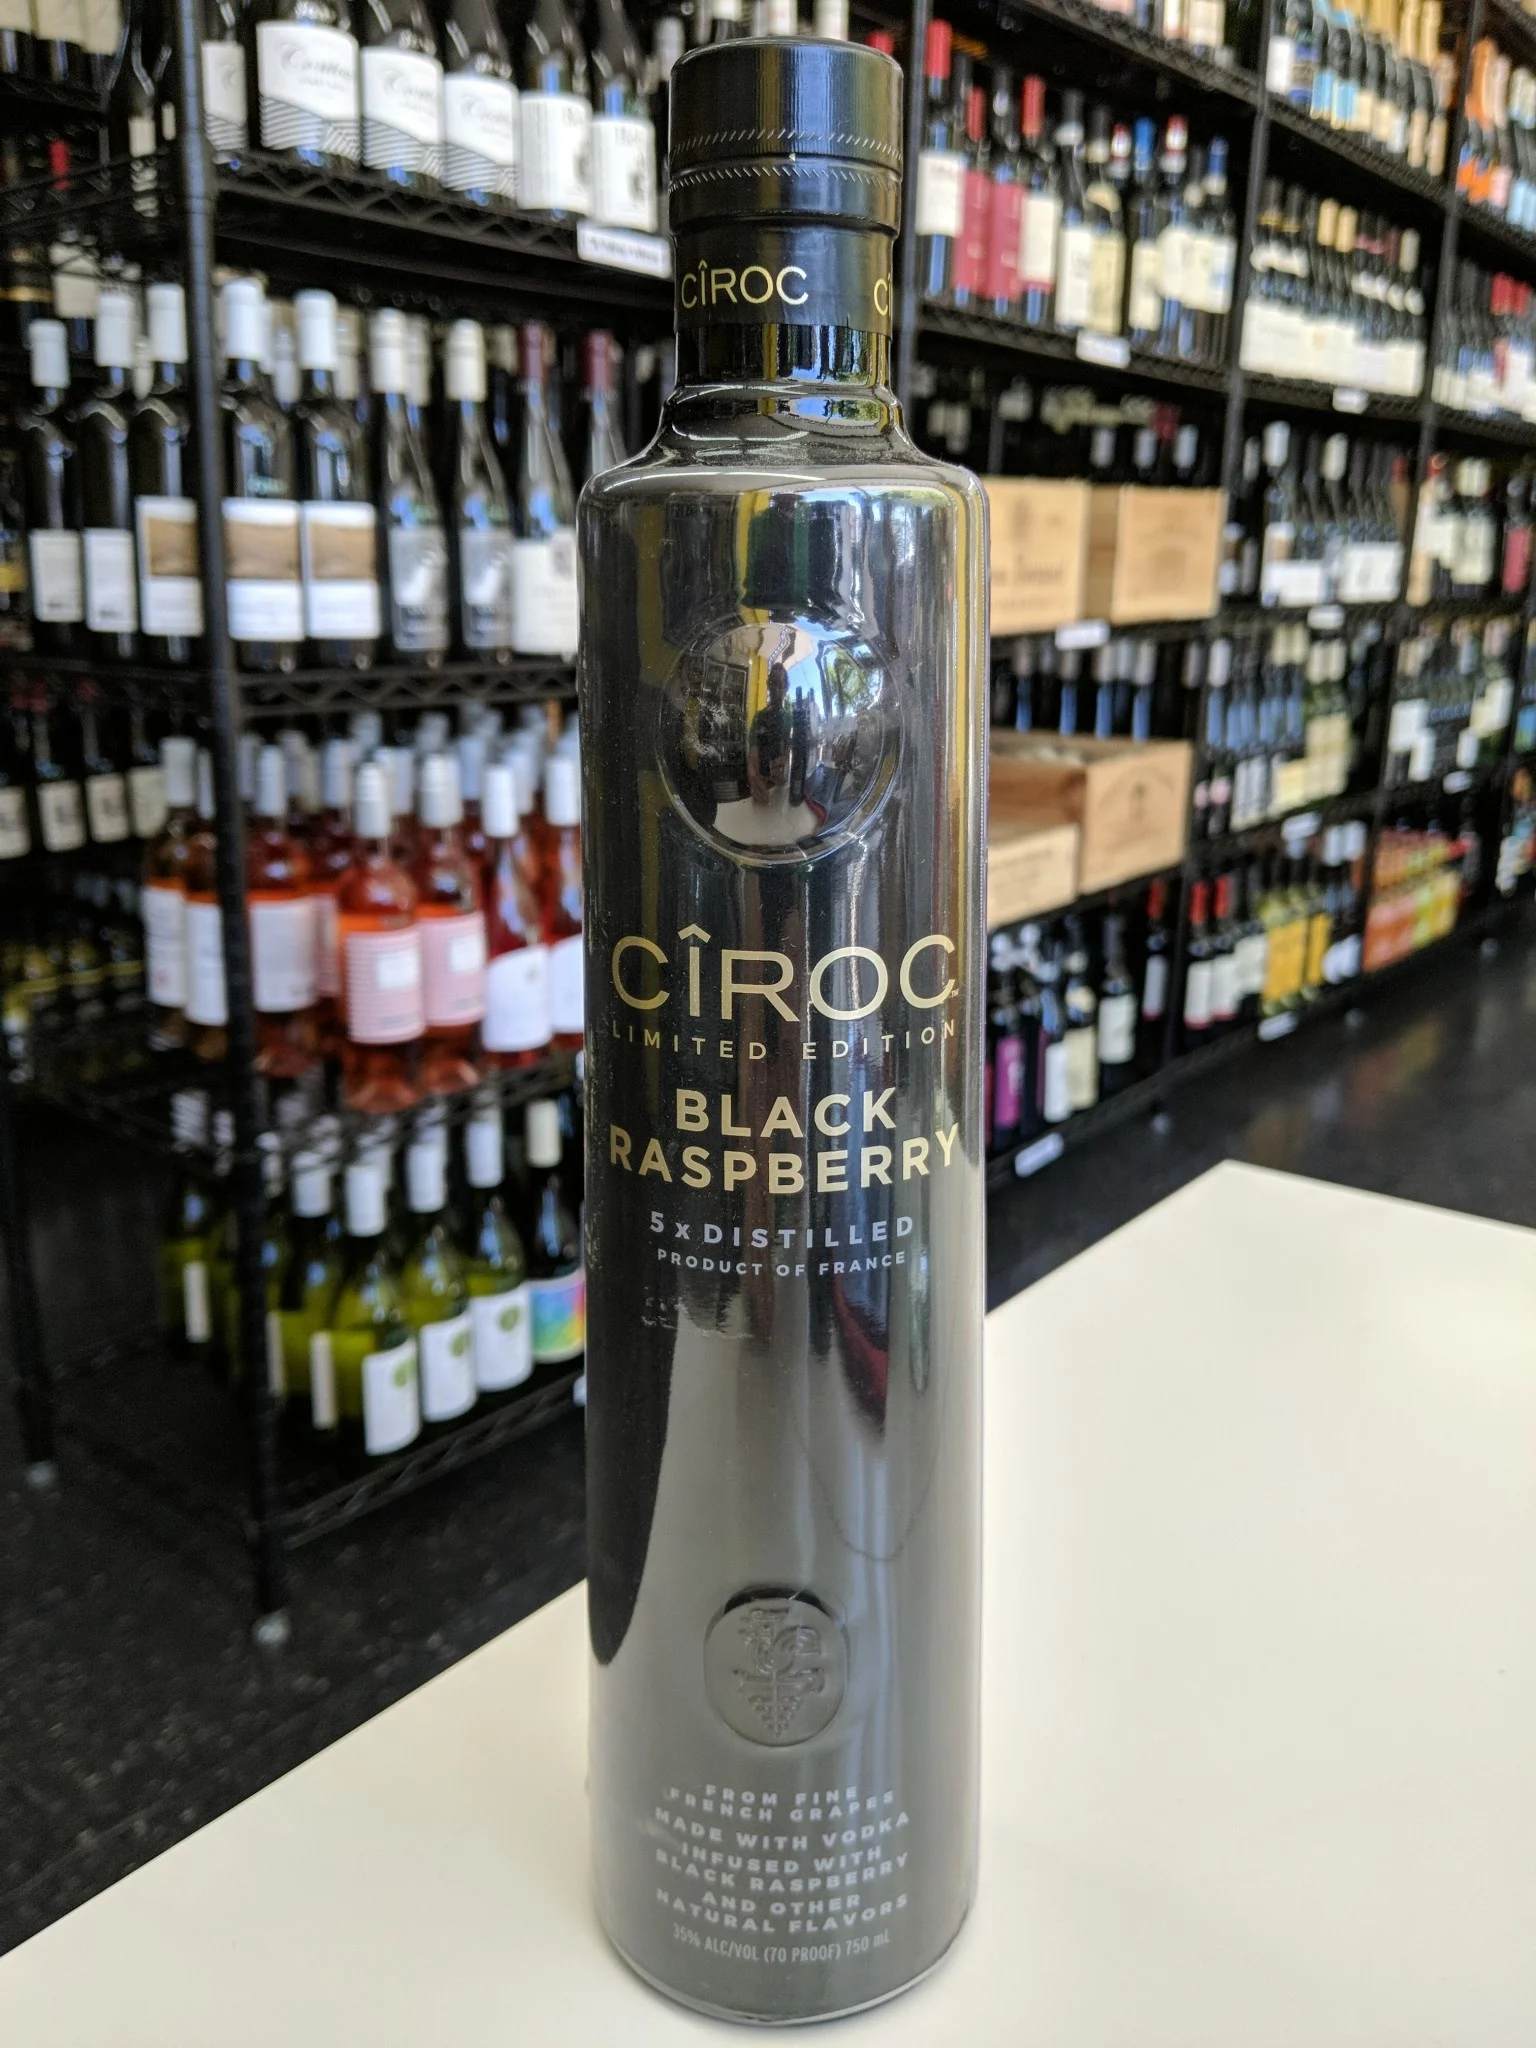 CÎROC
CÎROC™
LIMITED EDITION
BLACK
RASPBERRY
5 x DISTILLED
PRODUCT OF FRANCE
FROM FINE
FRENCH GRAPES
MADE WITH VODKA
INFUSED WITH
BLACK RASPBERRY
AND OTHER
NATURAL FLAVORS
35% ALC/VOL (70 PROOF) 750 mL